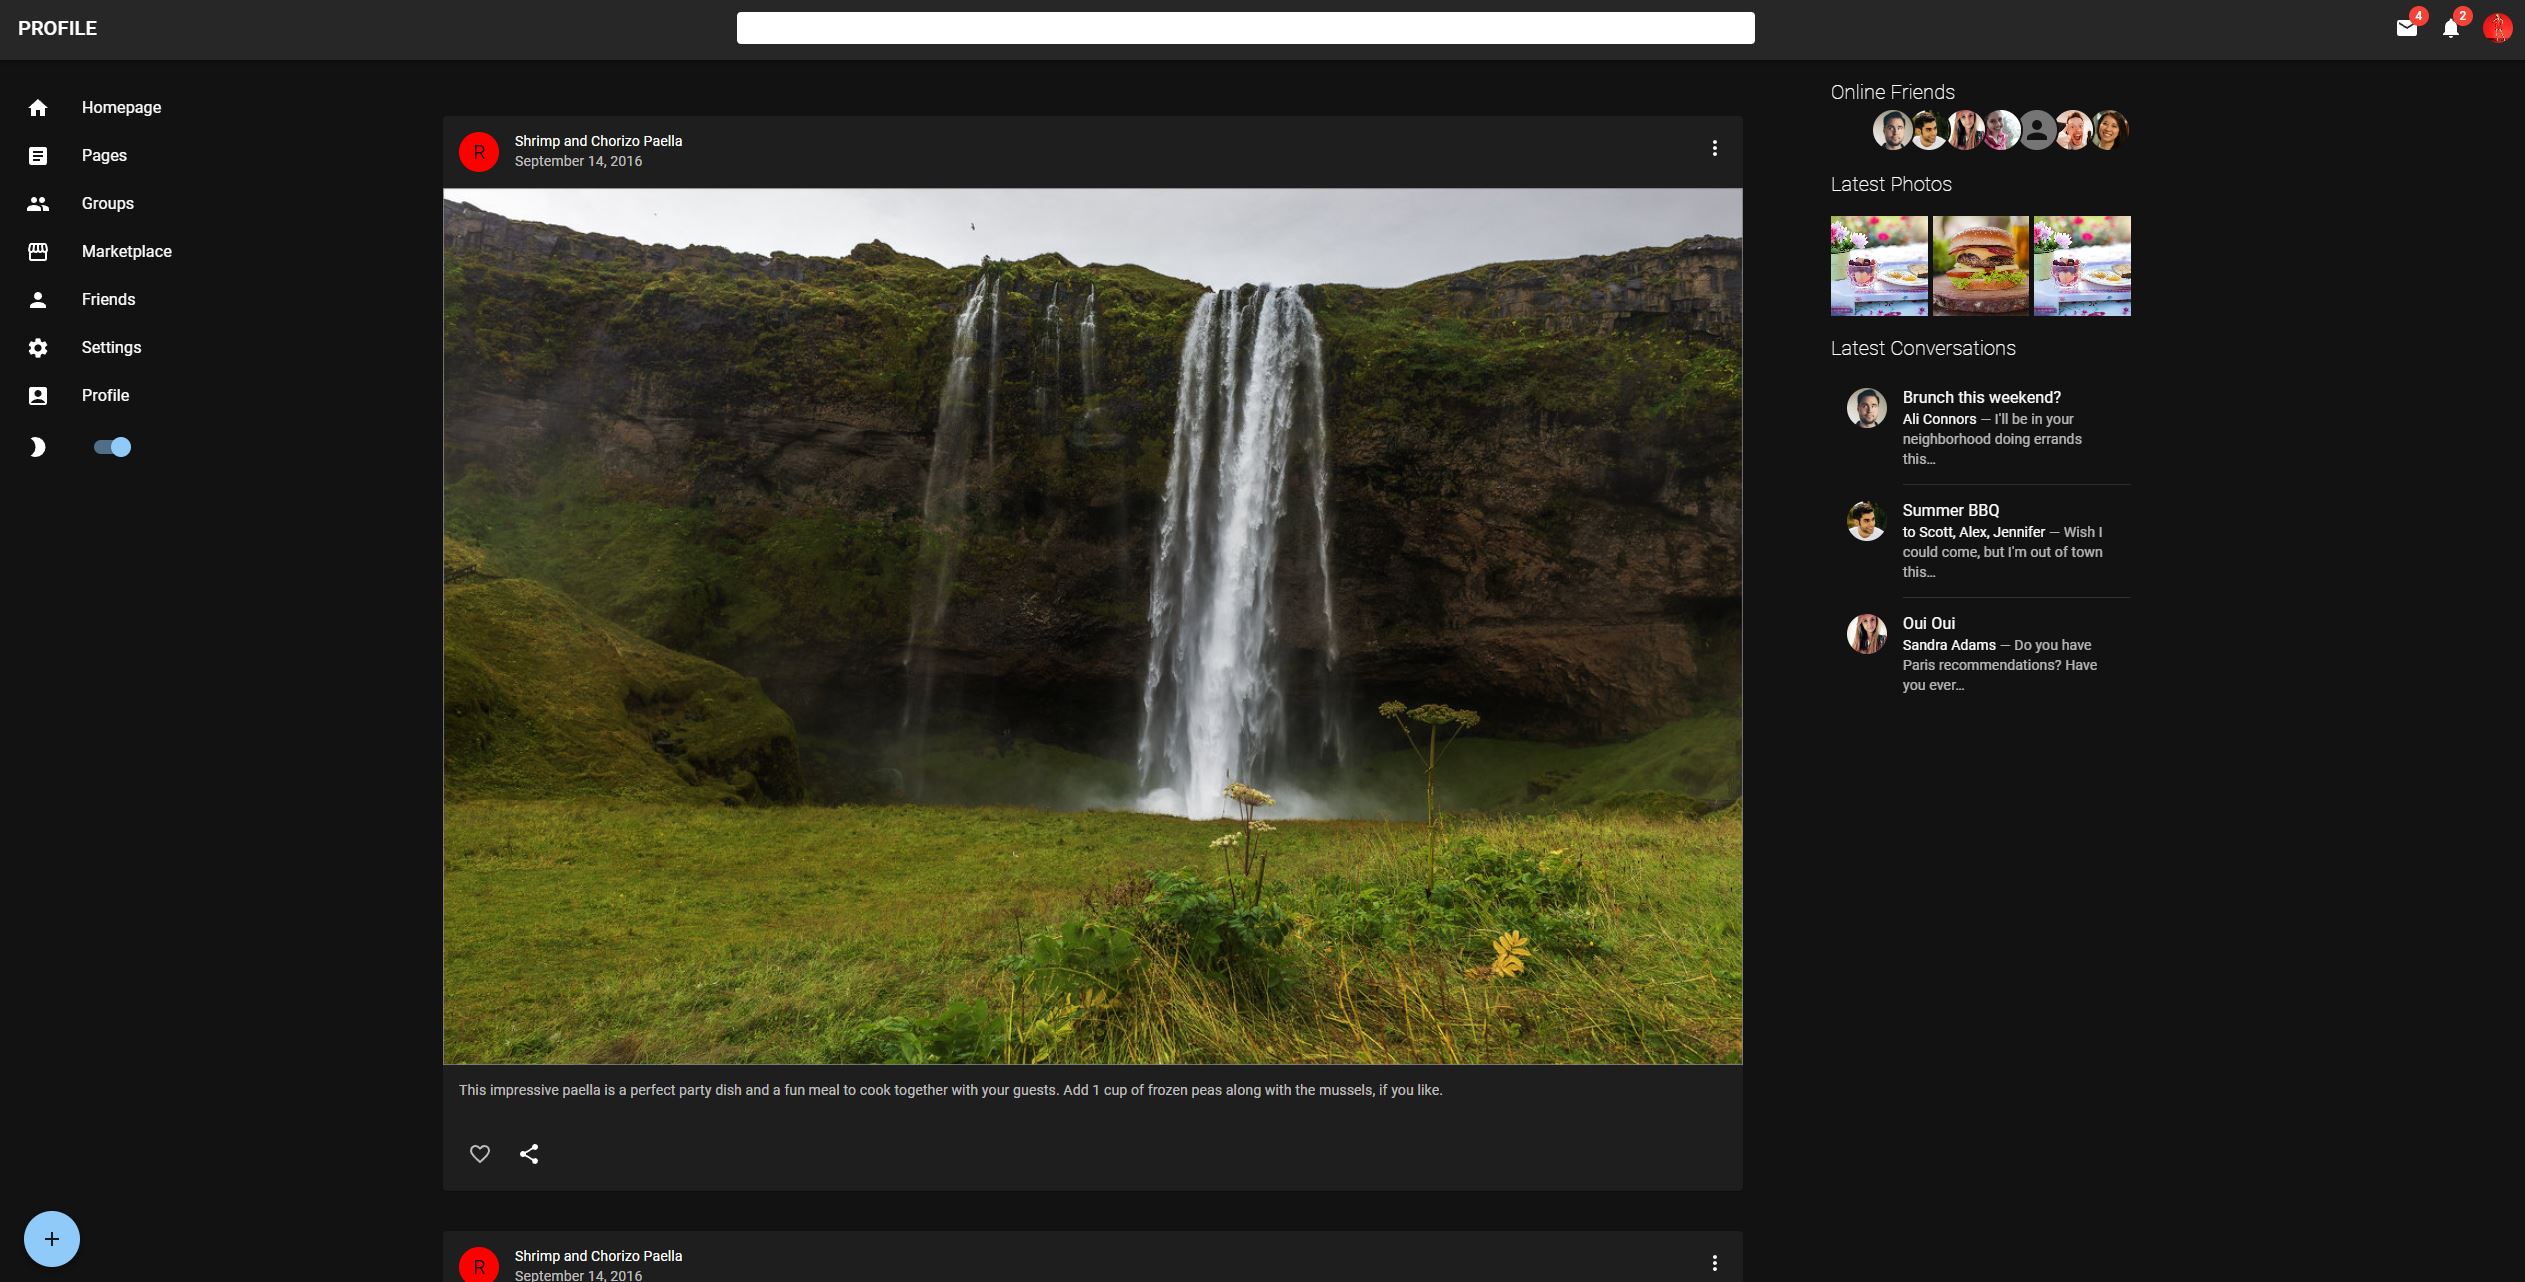 PROFILE
4
2
Homepage
Pages
Groups
Marketplace
Friends
Settings
Profile
R
Shrimp and Chorizo Paella
September 14, 2016
This impressive paella is a perfect party dish and a fun meal to cook together with your guests. Add 1 cup of frozen peas along with the mussels, if you like.
R
Shrimp and Chorizo Paella
September 14, 2016
Online Friends
Latest Photos
Latest Conversations
Brunch this weekend?
Ali Connors — I'll be in your
neighborhood doing errands
this…
Summer BBQ
to Scott, Alex, Jennifer — Wish I
could come, but I'm out of town
this…
Oui Oui
Sandra Adams — Do you have
Paris recommendations? Have
you ever…